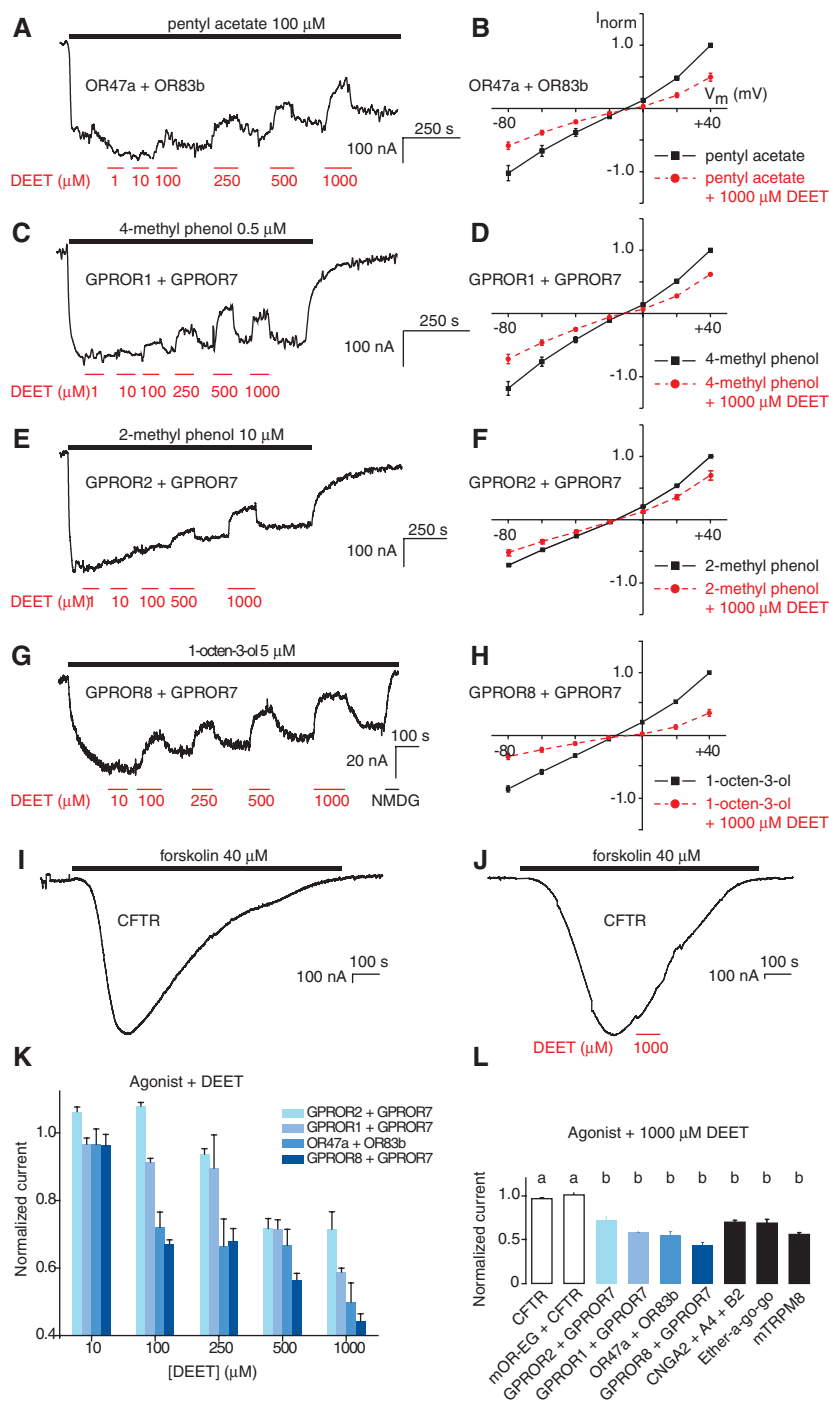 A
pentyl acetate 100 µM
OR47a + OR83b
250 s
100 nA
DEET (µM)
1 10 100 250 500 1000
B
I norm
1.0
OR47a + OR83b
Vm (mV)
-80
+40
-1.0
pentyl acetate
pentyl acetate
+ 1000 µM DEET
C
4-methyl phenol 0.5 µM
GPROR1 + GPROR7
250 s
100 nA
DEET (µM)
1 10 100 250 500 1000
D
1.0
GPROR1 + GPROR7
-80
+40
-1.0
4-methyl phenol
4-methyl phenol
+ 1000 µM DEET
E
2-methyl phenol 10 µM
GPROR2 + GPROR7
250 s
100 nA
DEET (µM)
1 10 100 500 1000
F
1.0
GPROR2 + GPROR7
-80
+40
-1.0
2-methyl phenol
2-methyl phenol
+ 1000 µM DEET
G
1-octen-3-ol 5 µM
GPROR8 + GPROR7
100 s
20 nA
DEET (µM)
10 100 250 500 1000 NMDG
H
1.0
GPROR8 + GPROR7
-80
+40
-1.0
1-octen-3-ol
1-octen-3-ol
+ 1000 µM DEET
I
forskolin 40 µM
CFTR
100 s
100 nA
J
forskolin 40 µM
CFTR
100 s
100 nA
DEET (µM)
1000
K
Agonist + DEET
GPROR2 + GPROR7
GPROR1 + GPROR7
OR47a + OR83b
GPROR8 + GPROR7
Normalized current
1.0
0.8
0.6
0.4
10 100 250 500 1000
[DEET] (µM)
L
Agonist + 1000 µM DEET
a a b b b b b b b
Normalized current
1.0
0.5
0
CFTR
mOR-EG + CFTR
GPROR2 + GPROR7
GPROR1 + GPROR7
OR47a + OR83b
GPROR8 + GPROR7
CNGA2 + A4 + B2
Ether-a-go-go
mTRPM8